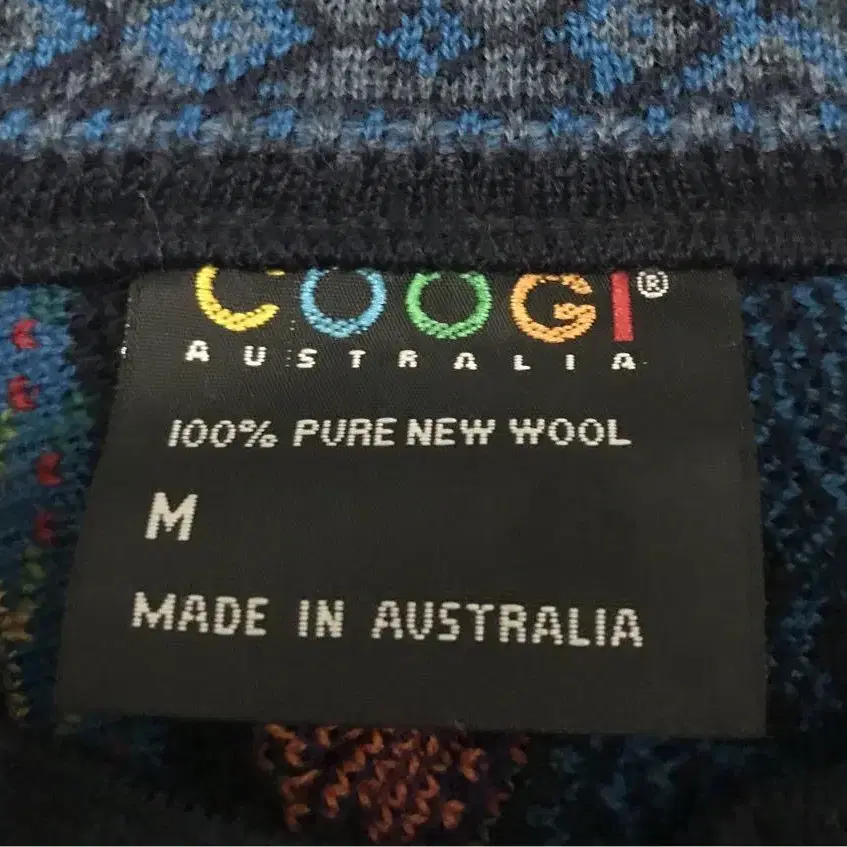 COOGI®
AUSTRALIA
100% PURE NEW WOOL
M
MADE IN AUSTRALIA